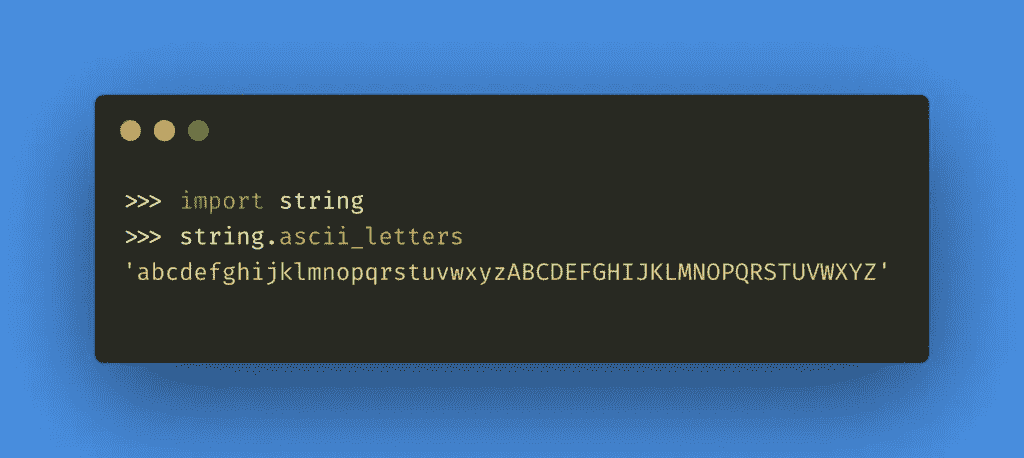 >>> import string
>>> string.ascii_letters
'abcdefghijklmnopqrstuvwxyzABCDEFGHIJKLMNOPQRSTUVWXYZ'